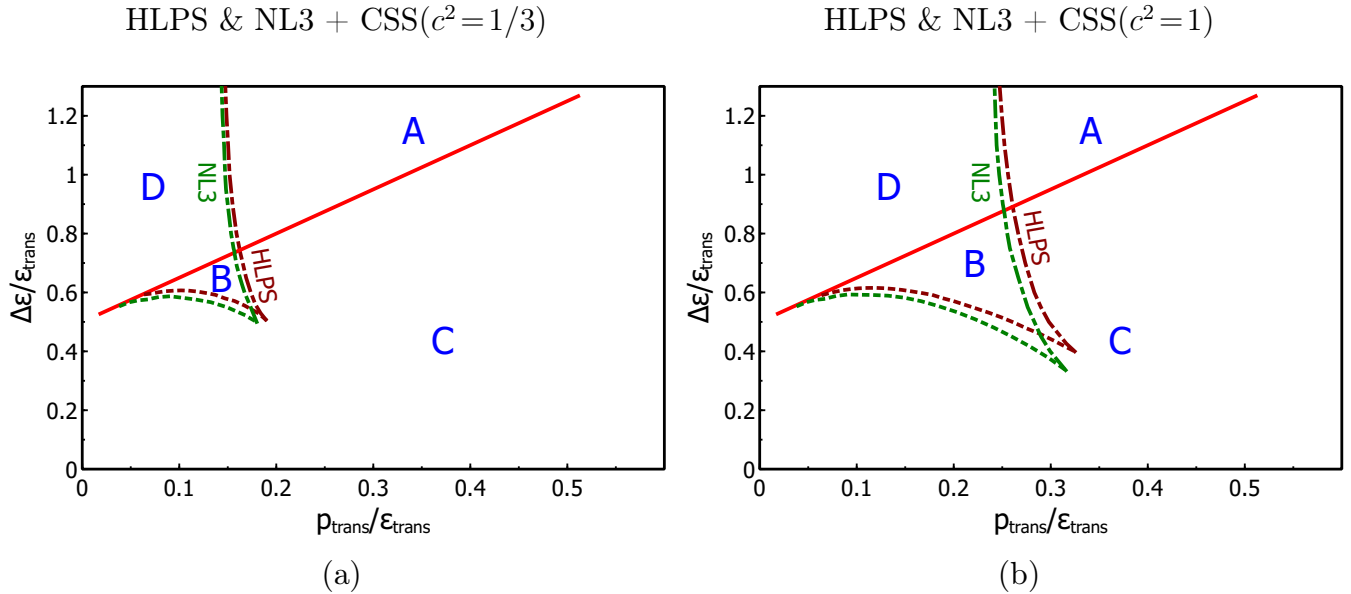 HLPS & NL3 + CSS(c²=1/3)
Δε/ε_trans
1.2
1
0.8
0.6
0.4
0.2
0
A
D
NL3
HLPS
B
C
0
0.1
0.2
0.3
0.4
0.5
p_trans/ε_trans
(a)
HLPS & NL3 + CSS(c²=1)
Δε/ε_trans
1.2
1
0.8
0.6
0.4
0.2
0
A
D
NL3
HLPS
B
C
0
0.1
0.2
0.3
0.4
0.5
p_trans/ε_trans
(b)